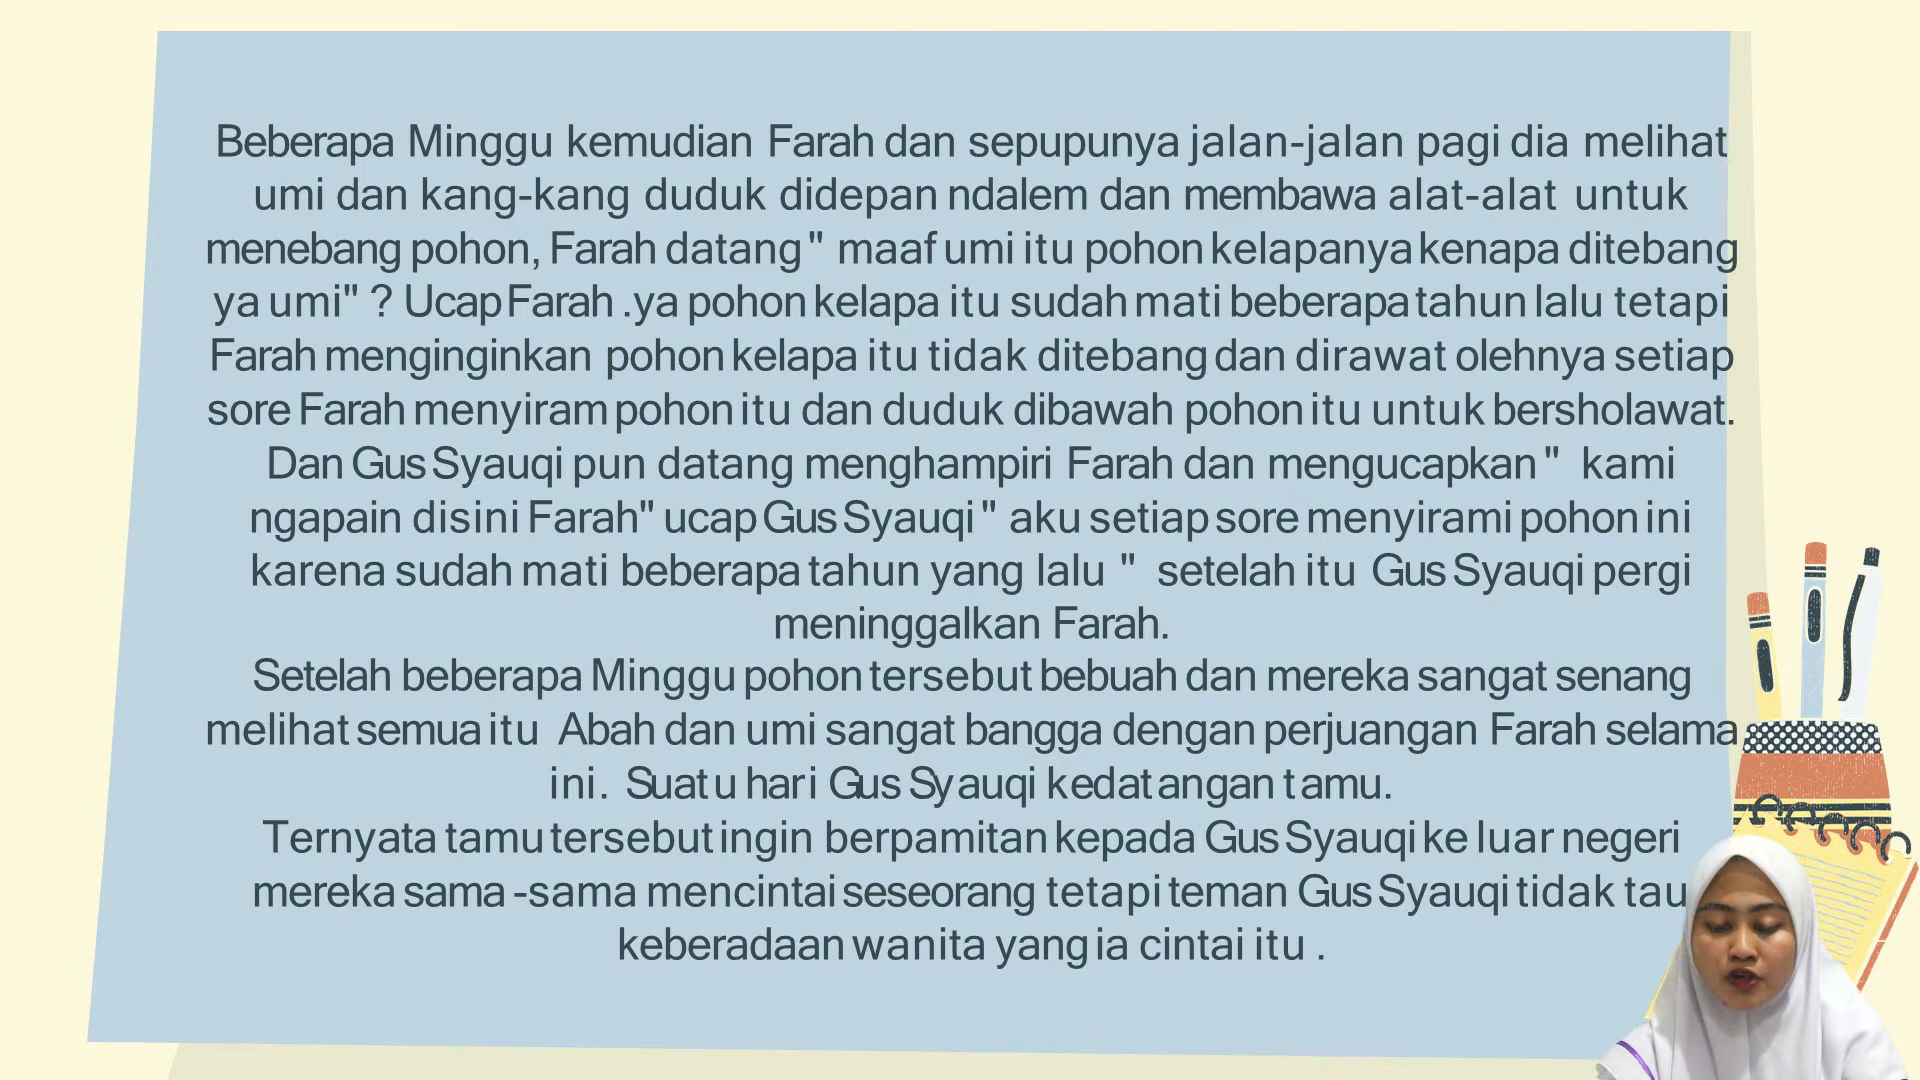 Beberapa Minggu kemudian Farah dan sepupunya jalan-jalan pagi dia melihat
umi dan kang-kang duduk didepan ndalem dan membawa alat-alat untuk
menebang pohon, Farah datang " maaf umi itu pohon kelapanya kenapa ditebang
ya umi" ? Ucap Farah .ya pohon kelapa itu sudah mati beberapa tahun lalu tetapi
Farah menginginkan pohon kelapa itu tidak ditebang dan dirawat olehnya setiap
sore Farah menyiram pohon itu dan duduk dibawah pohon itu untuk bersholawat.
Dan Gus Syauqi pun datang menghampiri Farah dan mengucapkan " kami
ngapain disini Farah" ucap Gus Syauqi " aku setiap sore menyirami pohon ini
karena sudah mati beberapa tahun yang lalu " setelah itu Gus Syauqi pergi
meninggalkan Farah.
Setelah beberapa Minggu pohon tersebut bebuah dan mereka sangat senang
melihat semua itu Abah dan umi sangat bangga dengan perjuangan Farah selama
ini. Suatu hari Gus Syauqi kedatangan tamu.
Ternyata tamu tersebut ingin berpamitan kepada Gus Syauqi ke luar negeri
mereka sama -sama mencintai seseorang tetapi teman Gus Syauqi tidak tau
keberadaan wanita yang ia cintai itu .